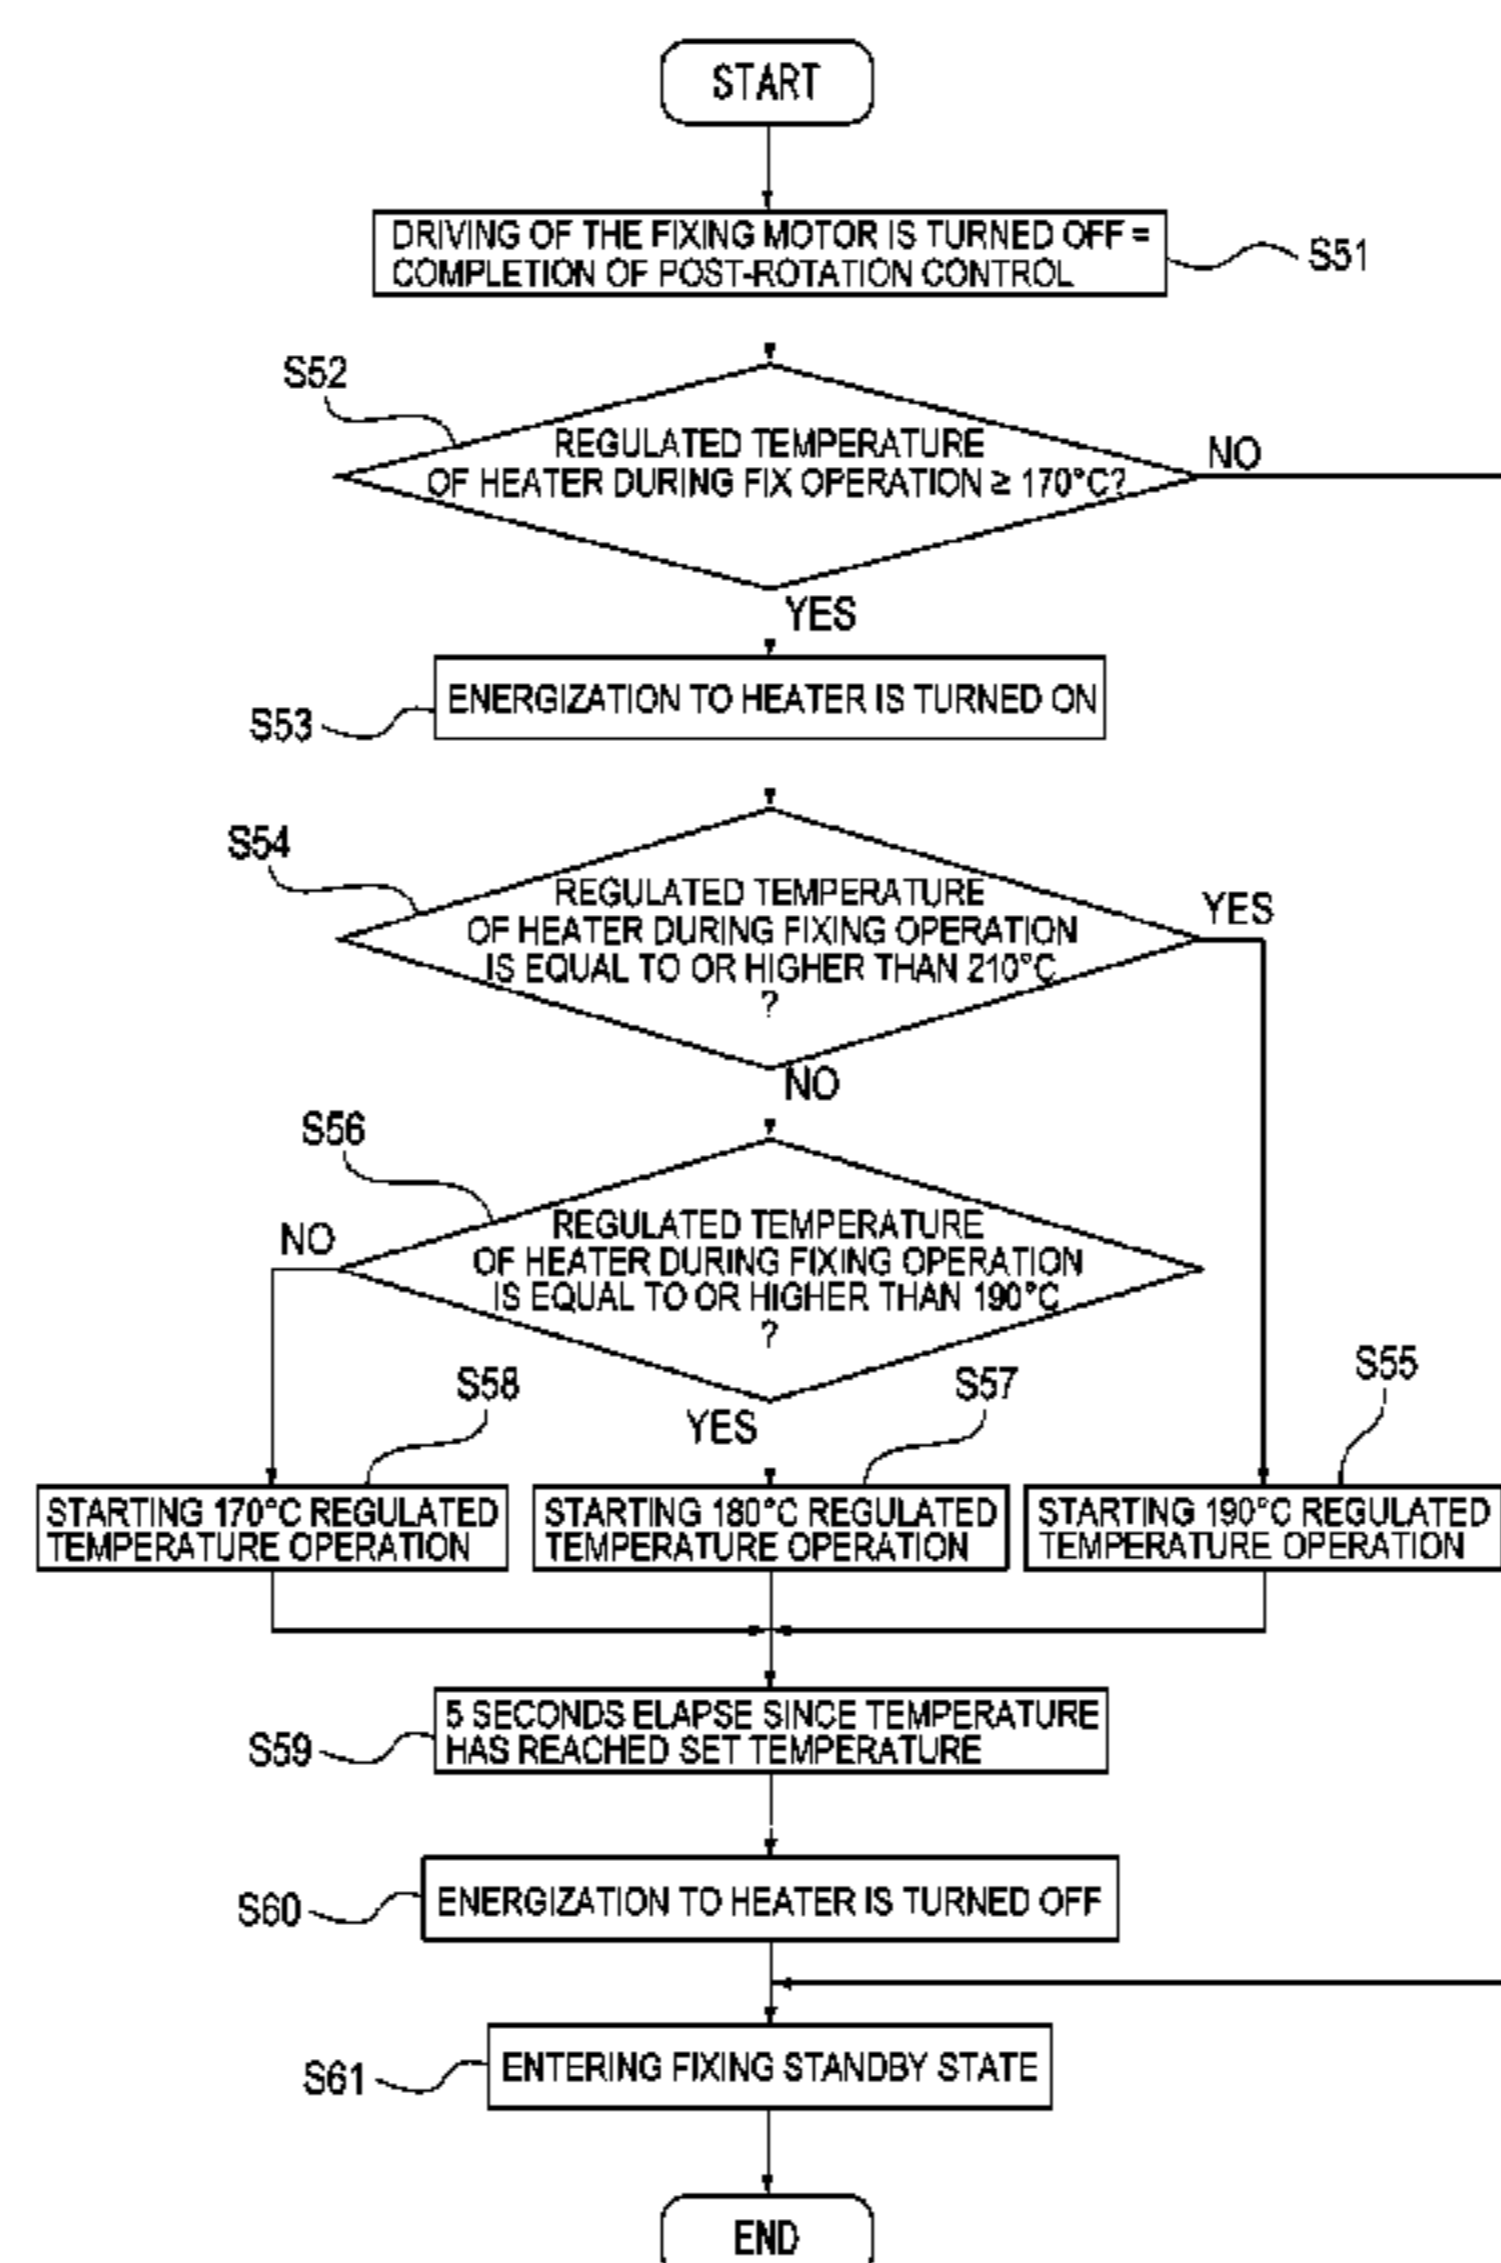 START
DRIVING OF THE FIXING MOTOR IS TURNED OFF =
COMPLETION OF POST-ROTATION CONTROL
S51
S52
REGULATED TEMPERATURE
OF HEATER DURING FIX OPERATION ≥ 170°C?
NO
YES
ENERGIZATION TO HEATER IS TURNED ON
S53
S54
REGULATED TEMPERATURE
OF HEATER DURING FIXING OPERATION
IS EQUAL TO OR HIGHER THAN 210°C
?
YES
NO
S56
REGULATED TEMPERATURE
OF HEATER DURING FIXING OPERATION
IS EQUAL TO OR HIGHER THAN 190°C
?
NO
YES
S58
S57
S55
STARTING 170°C REGULATED
TEMPERATURE OPERATION
STARTING 180°C REGULATED
TEMPERATURE OPERATION
STARTING 190°C REGULATED
TEMPERATURE OPERATION
5 SECONDS ELAPSE SINCE TEMPERATURE
HAS REACHED SET TEMPERATURE
S59
ENERGIZATION TO HEATER IS TURNED OFF
S60
ENTERING FIXING STANDBY STATE
S61
END